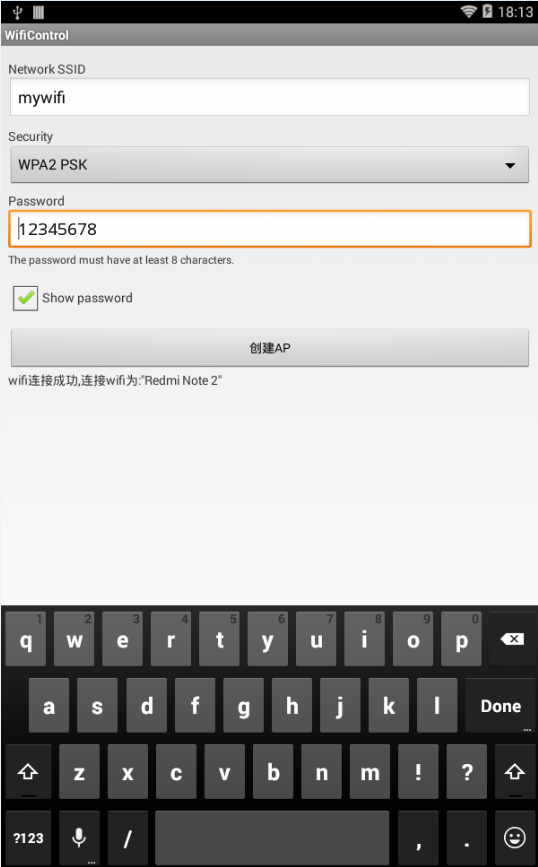 18:13
WifiControl
Network SSID
mywifi
Security
WPA2 PSK
Password
12345678
The password must have at least 8 characters.
Show password
创建AP
wifi连接成功,连接wifi为:"Redmi Note 2"
1 2 3 4 5 6 7 8 9 0
q w e r t y u i o p
a s d f g h j k l Done
...
z x c v b n m ! ?
?123 / , .
...